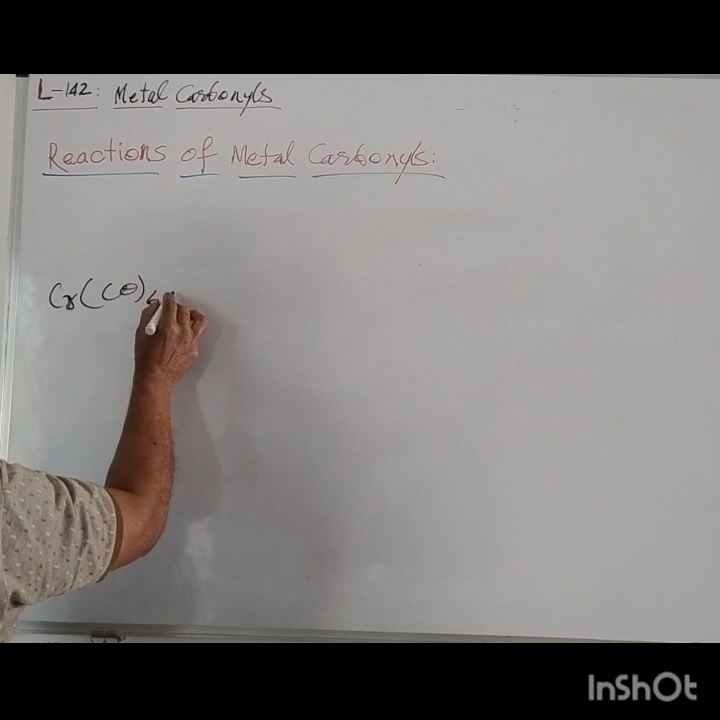 L-142: Metal Carbonyls
Reactions of Metal Carbonyls:
Cr(CO)6
InShOt